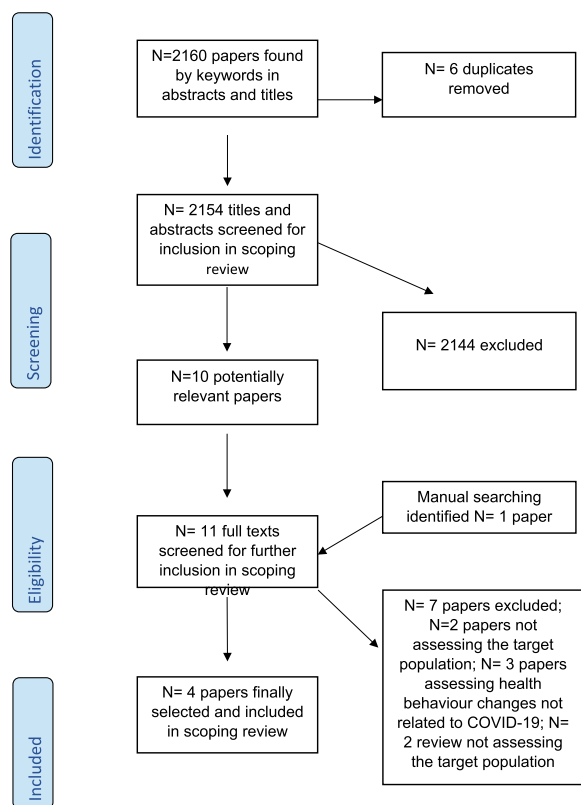 Identification
N=2160 papers found
by keywords in
abstracts and titles
N= 6 duplicates
removed
N= 2154 titles and
abstracts screened for
inclusion in scoping
review
Screening
N= 2144 excluded
N=10 potentially
relevant papers
Eligibility
Manual searching
identified N= 1 paper
N= 11 full texts
screened for further
inclusion in scoping
review
N= 7 papers excluded;
N=2 papers not
assessing the target
population; N= 3 papers
assessing health
behaviour changes not
related to COVID-19; N=
2 review not assessing
the target population
Included
N= 4 papers finally
selected and included
in scoping review